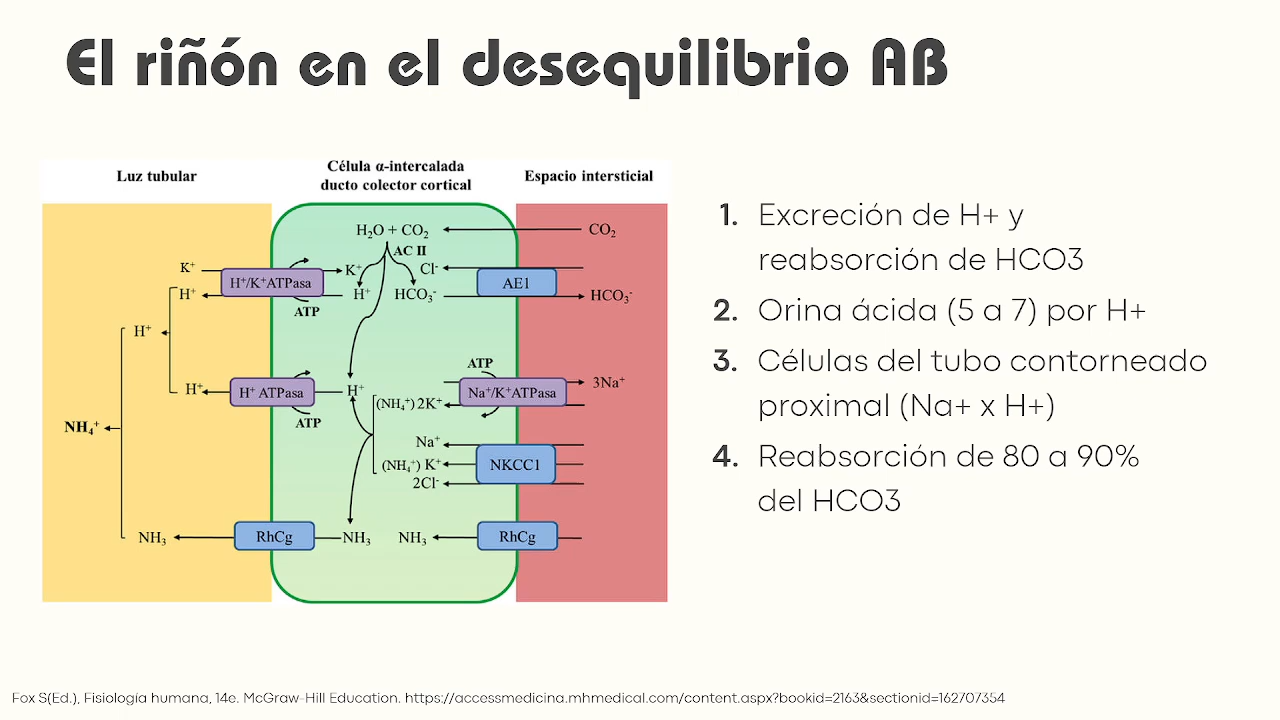 El riñón en el desequilibrio AB
Luz tubular
Célula α-intercalada
ducto colector cortical
Espacio intersticial
H₂O + CO₂
CO₂
AC II
K⁺
H⁺/K⁺ATPasa
K⁺
Cl⁻
AE1
H⁺
H⁺
HCO₃⁻
HCO₃⁻
ATP
H⁺
ATP
H⁺
H⁺ ATPasa
H⁺
Na⁺/K⁺ATPasa
3Na⁺
(NH₄⁺) 2K⁺
ATP
NH₄⁺
Na⁺
(NH₄⁺) K⁺
NKCC1
2Cl⁻
NH₃
RhCg
NH₃
NH₃
RhCg
1. Excreción de H+ y
reabsorción de HCO3
2. Orina ácida (5 a 7) por H+
3. Células del tubo contorneado
proximal (Na+ x H+)
4. Reabsorción de 80 a 90%
del HCO3
Fox S(Ed.), Fisiología humana, 14e. McGraw-Hill Education. https://accessmedicina.mhmedical.com/content.aspx?bookid=2163&sectionid=162707354